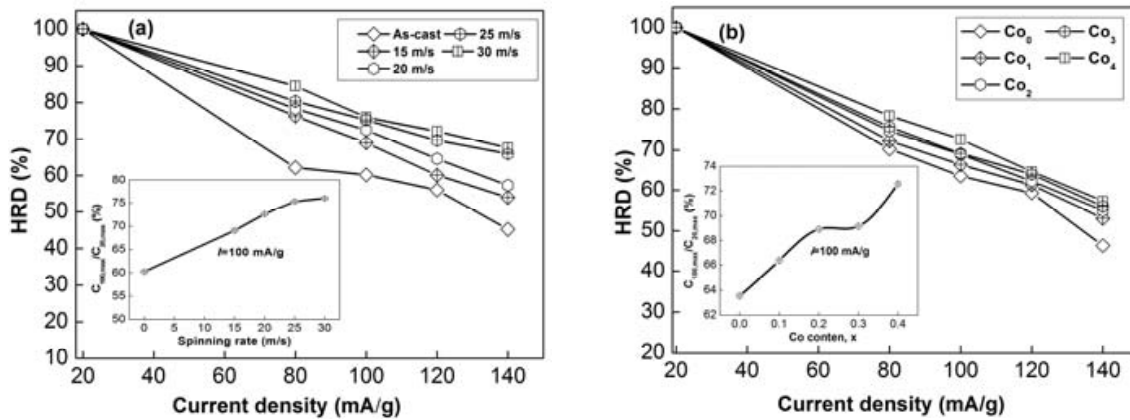 (a)
As-cast 25 m/s
15 m/s 30 m/s
20 m/s
100
90
80
70
60
50
40
30
20
10
HRD (%)
C100,max/C20,max (%)
80
75
70
65
60
55
50
I=100 mA/g
0 5 10 15 20 25 30
Spinning rate (m/s)
20 40 60 80 100 120 140
Current density (mA/g)
(b)
Co0 Co3
Co1 Co4
Co2
100
90
80
70
60
50
40
30
20
HRD (%)
C100,max/C20,max (%)
74
72
70
68
66
64
62
I=100 mA/g
0.0 0.1 0.2 0.3 0.4
Co conten, x
20 40 60 80 100 120 140
Current density (mA/g)